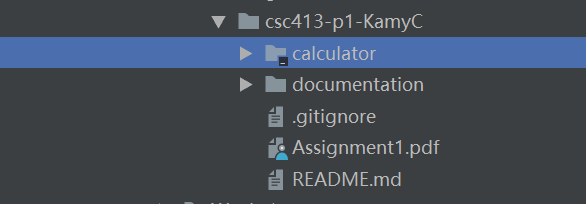 csc413-p1-KamyC
calculator
documentation
.gitignore
Assignment1.pdf
README.md